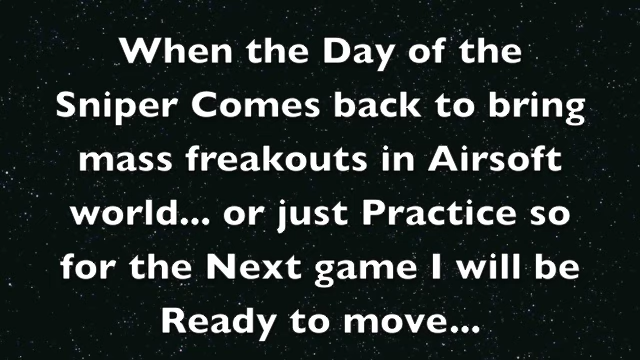 When the Day of the
Sniper Comes back to bring
mass freakouts in Airsoft
world... or just Practice so
for the Next game I will be
Ready to move...